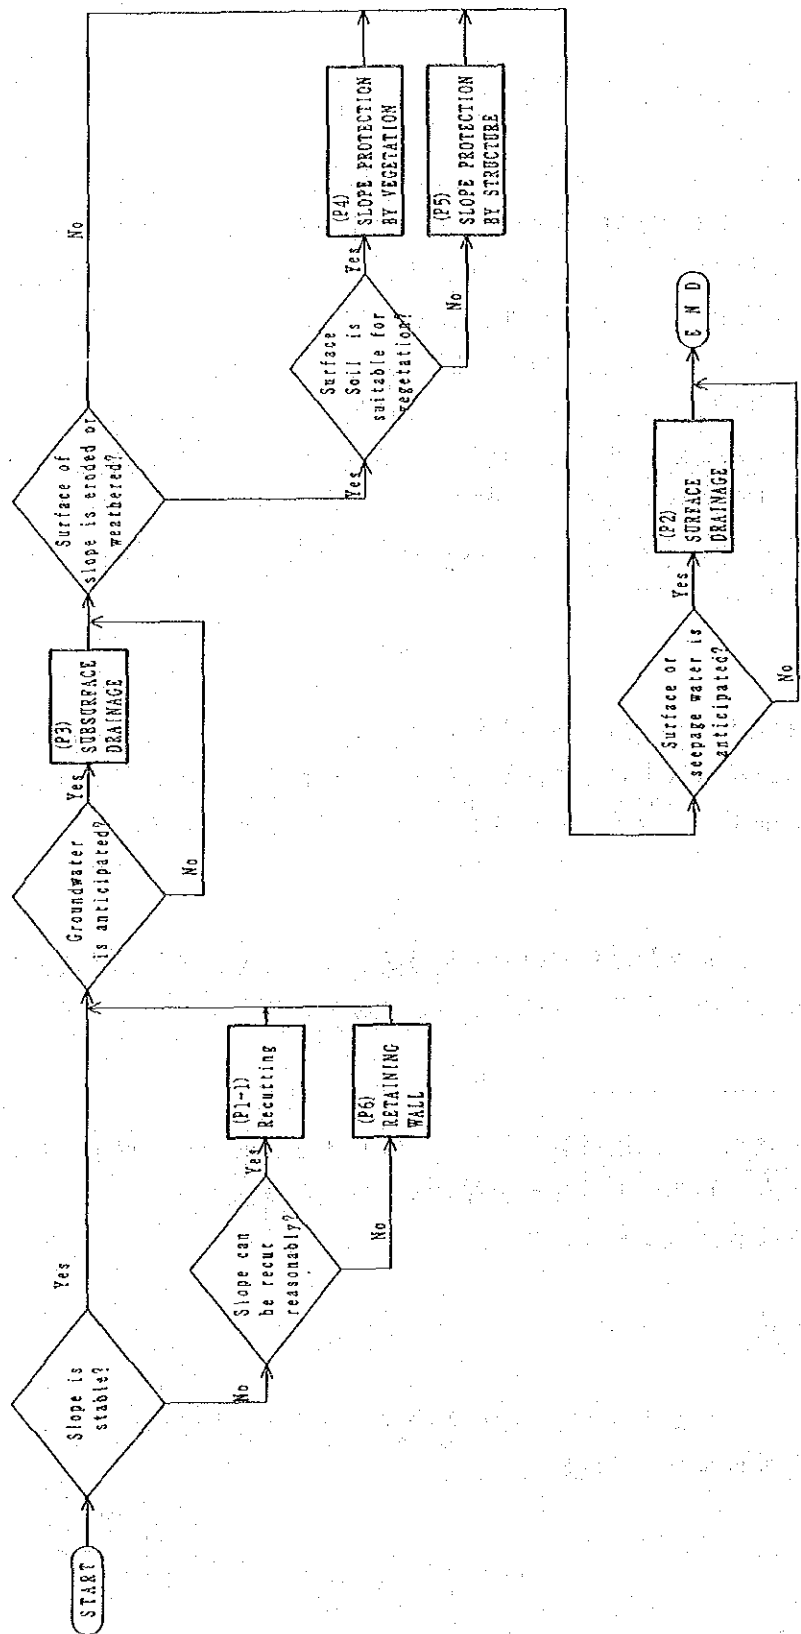 START
Slope is
stable?
Yes
No
Slope can
be recut
reasonably?
Yes
No
(P1-1)
Recutting
(P6)
RETAINING
WALL
Groundwater
is anticipated?
Yes
No
(P3)
SUBSURFACE
DRAINAGE
Surface of
slope is eroded or
weathered?
No
Yes
Surface
Soil is
suitable for
vegetation?
Yes
No
(P4)
SLOPE PROTECTION
BY VEGETATION
(P5)
SLOPE PROTECTION
BY STRUCTURE
Surface or
seepage water is
anticipated?
Yes
No
(P2)
SURFACE
DRAINAGE
END